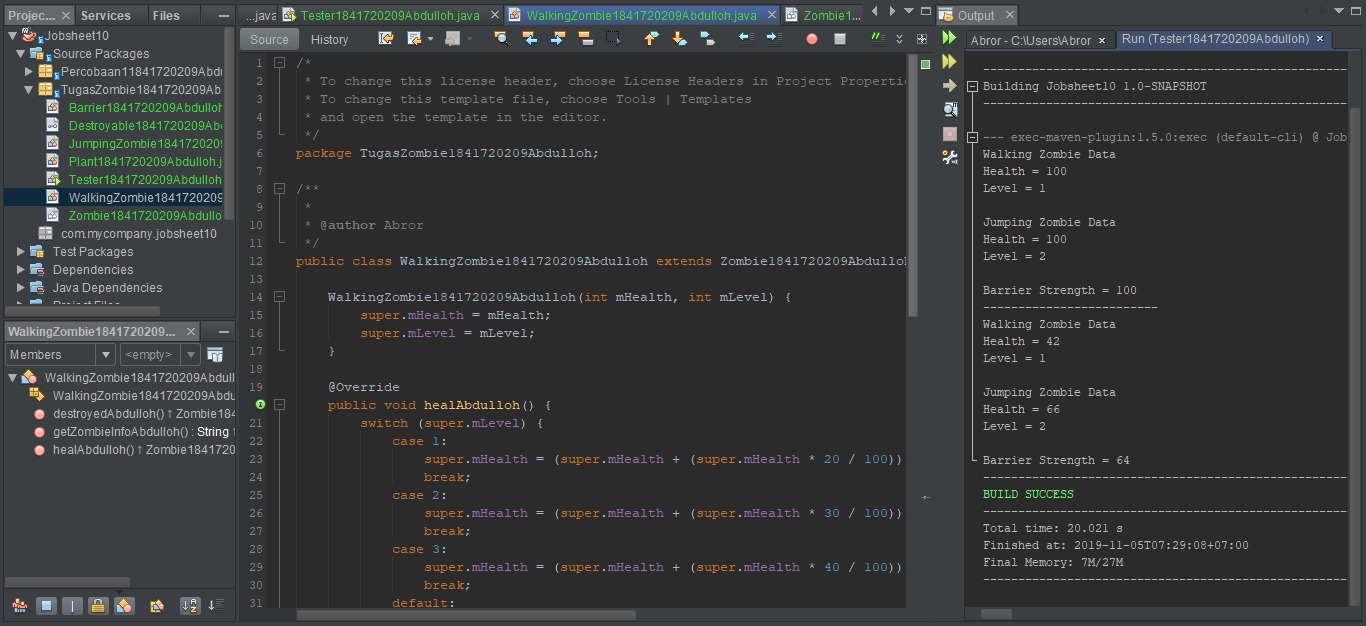 Projec...
Services
Files
Jobsheet10
Source Packages
Percobaan11841720209Abdu
TugasZombie1841720209Ab
Barrier1841720209Abdulloh
Destroyable1841720209Ab
JumpingZombie1841720209
Plant1841720209Abdulloh.j
Tester1841720209Abdulloh
WalkingZombie1841720209
Zombie1841720209Abdullo
com.mycompany.jobsheet10
Test Packages
Dependencies
Java Dependencies
Project Files
WalkingZombie184172020209...
Members
<empty>
WalkingZombie1841720209Abdull
WalkingZombie1841720209Abdu
destroyedAbdulloh() ↑ Zombie184
getZombieInfoAbdulloh() : String ↑
healAbdulloh() ↑ Zombie1841720
...java
Tester1841720209Abdulloh.java
WalkingZombie1841720209Abdulloh.java
Zombie1...
Source
History
1 /*
2 * To change this license header, choose License Headers in Project Properti
3 * To change this template file, choose Tools | Templates
4 * and open the template in the editor.
5 */
6 package TugasZombie1841720209Abdulloh;
7
8 /**
9 *
10 * @author Abror
11 */
12 public class WalkingZombie1841720209Abdulloh extends Zombie1841720209Abdulloh
13
14 WalkingZombie1841720209Abdulloh(int mHealth, int mLevel) {
15 super.mHealth = mHealth;
16 super.mLevel = mLevel;
17 }
18
19 @Override
public void healAbdulloh() {
21 switch (super.mLevel) {
22 case 1:
23 super.mHealth = (super.mHealth + (super.mHealth * 20 / 100))
24 break;
25 case 2:
26 super.mHealth = (super.mHealth + (super.mHealth * 30 / 100))
27 break;
28 case 3:
29 super.mHealth = (super.mHealth + (super.mHealth * 40 / 100))
30 break;
31 default:
Output
Abror - C:\Users\Abror
Run (Tester1841720209Abdulloh)
------------------------------------------------
Building Jobsheet10 1.0-SNAPSHOT
------------------------------------------------
--- exec-maven-plugin:1.5.0:exec (default-cli) @ Job
Walking Zombie Data
Health = 100
Level = 1
Jumping Zombie Data
Health = 100
Level = 2
Barrier Strength = 100
-----------------------
Walking Zombie Data
Health = 42
Level = 1
Jumping Zombie Data
Health = 66
Level = 2
Barrier Strength = 64
------------------------------------------------
BUILD SUCCESS
------------------------------------------------
Total time: 20.021 s
Finished at: 2019-11-05T07:29:08+07:00
Final Memory: 7M/27M
------------------------------------------------